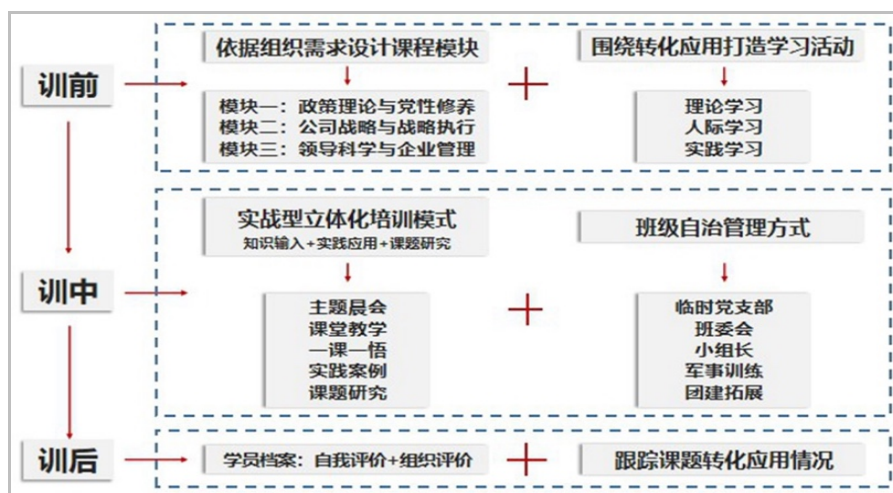 训前
依据组织需求设计课程模块
模块一：政策理论与党性修养
模块二：公司战略与战略执行
模块三：领导科学与企业管理
围绕转化应用打造学习活动
理论学习
人际学习
实践学习
训中
实战型立体化培训模式
知识输入+实践应用+课题研究
主题晨会
课堂教学
一课一悟
实践案例
课题研究
班级自治管理方式
临时党支部
班委会
小组长
军事训练
团建拓展
训后
学员档案：自我评价+组织评价
跟踪课题转化应用情况